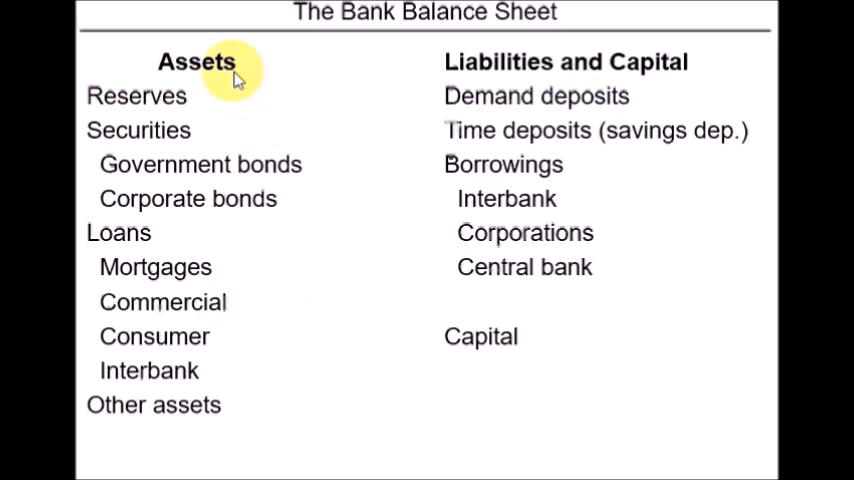 The Bank Balance Sheet
Assets
Reserves
Securities
Government bonds
Corporate bonds
Loans
Mortgages
Commercial
Consumer
Interbank
Other assets
Liabilities and Capital
Demand deposits
Time deposits (savings dep.)
Borrowings
Interbank
Corporations
Central bank
Capital